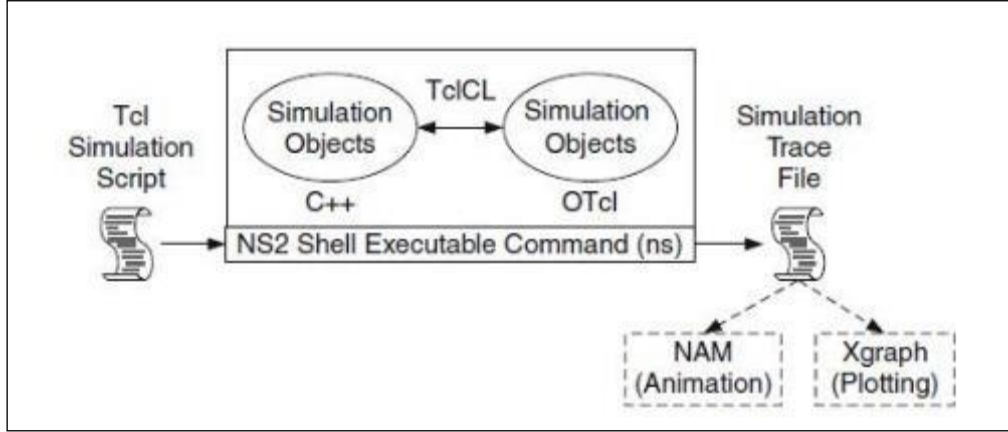 Tcl
Simulation
Script
TclCL
Simulation
Objects
Simulation
Objects
C++
OTcl
NS2 Shell Executable Command (ns)
Simulation
Trace
File
NAM
(Animation)
Xgraph
(Plotting)